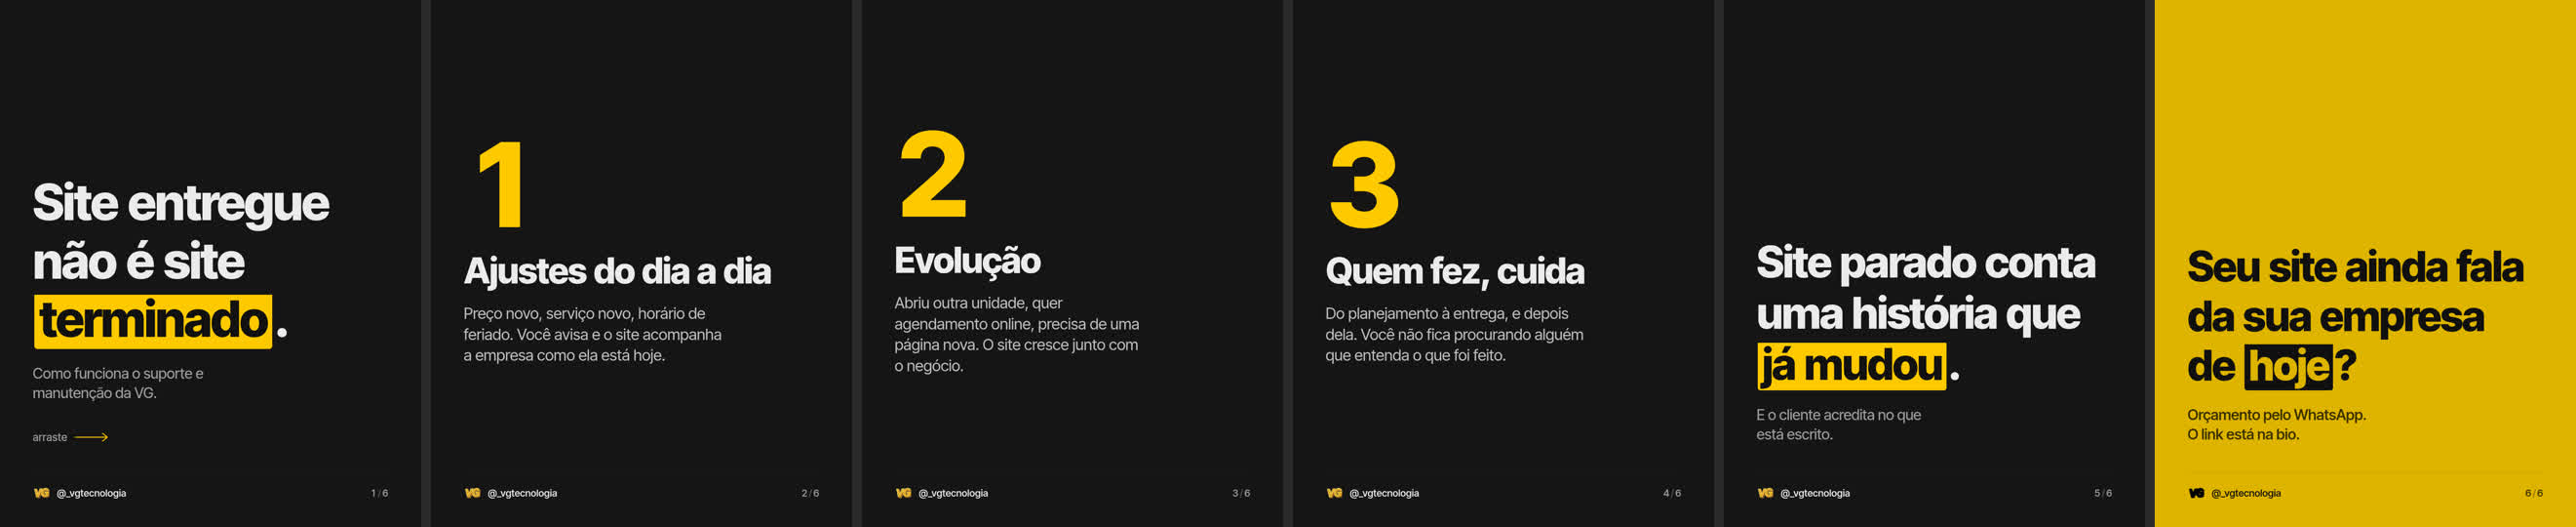 Site entregue
não é site
terminado.
Como funciona o suporte e
manutenção da VG.
arraste
VG @_vgtecnologia
1/6
1
Ajustes do dia a dia
Preço novo, serviço novo, horário de
feriado. Você avisa e o site acompanha
a empresa como ela está hoje.
VG @_vgtecnologia
2/6
2
Evolução
Abriu outra unidade, quer
agendamento online, precisa de uma
página nova. O site cresce junto com
o negócio.
VG @_vgtecnologia
3/6
3
Quem fez, cuida
Do planejamento à entrega, e depois
dela. Você não fica procurando alguém
que entenda o que foi feito.
VG @_vgtecnologia
4/6
Site parado conta
uma história que
já mudou.
E o cliente acredita no que
está escrito.
VG @_vgtecnologia
5/6
Seu site ainda fala
da sua empresa
de hoje?
Orçamento pelo WhatsApp.
O link está na bio.
VG @_vgtecnologia
6/6